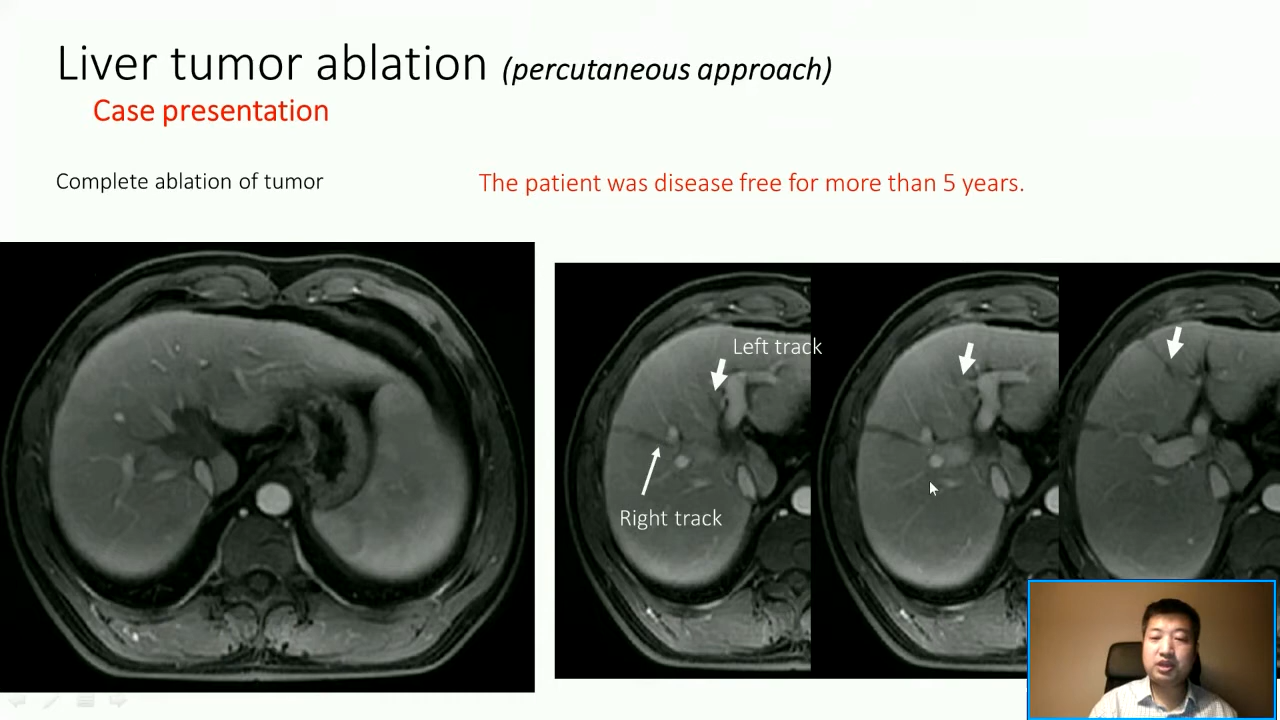 Liver tumor ablation (percutaneous approach)
Case presentation
Complete ablation of tumor
The patient was disease free for more than 5 years.
Left track
Right track